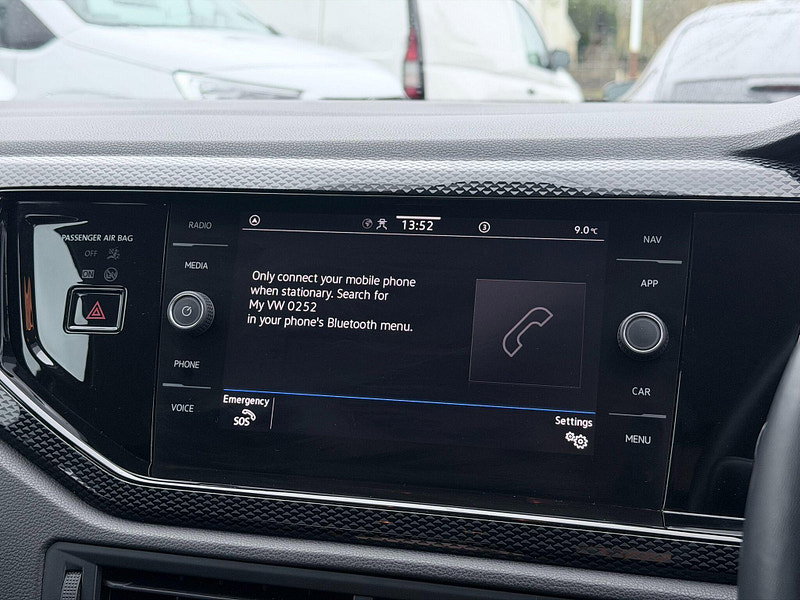 PASSENGER AIR BAG
OFF
ON
RADIO
MEDIA
PHONE
VOICE
13:52
3
9.0℃
Only connect your mobile phone
when stationary. Search for
My VW 0252
in your phone's Bluetooth menu.
Emergency
SOS
Settings
NAV
APP
CAR
MENU